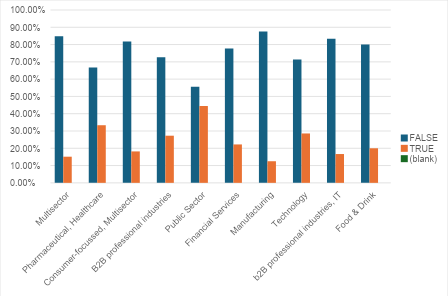 100.00%
90.00%
80.00%
70.00%
60.00%
50.00%
40.00%
30.00%
20.00%
10.00%
0.00%
Multisector
Pharmaceutical, Healthcare
Consumer-focussed, Multisector
B2B professional industries
Public Sector
Financial Services
Manufacturing
Technology
b2B professional industries, IT
Food & Drink
FALSE
TRUE
(blank)